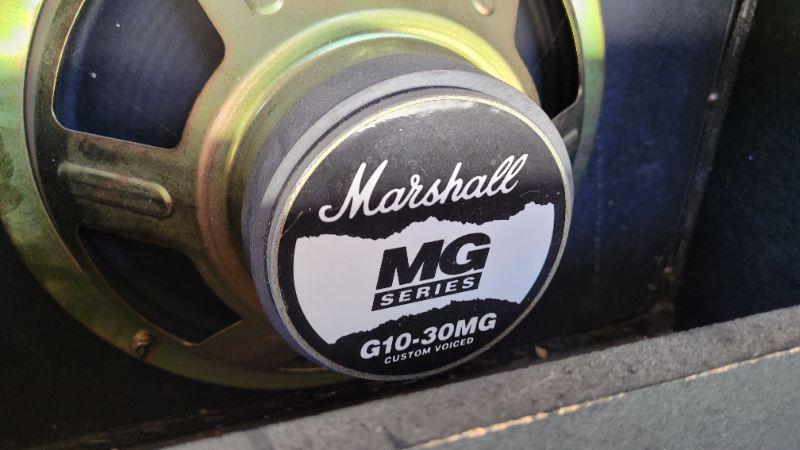 Marshall
MG
SERIES
G10-30MG
CUSTOM VOICED